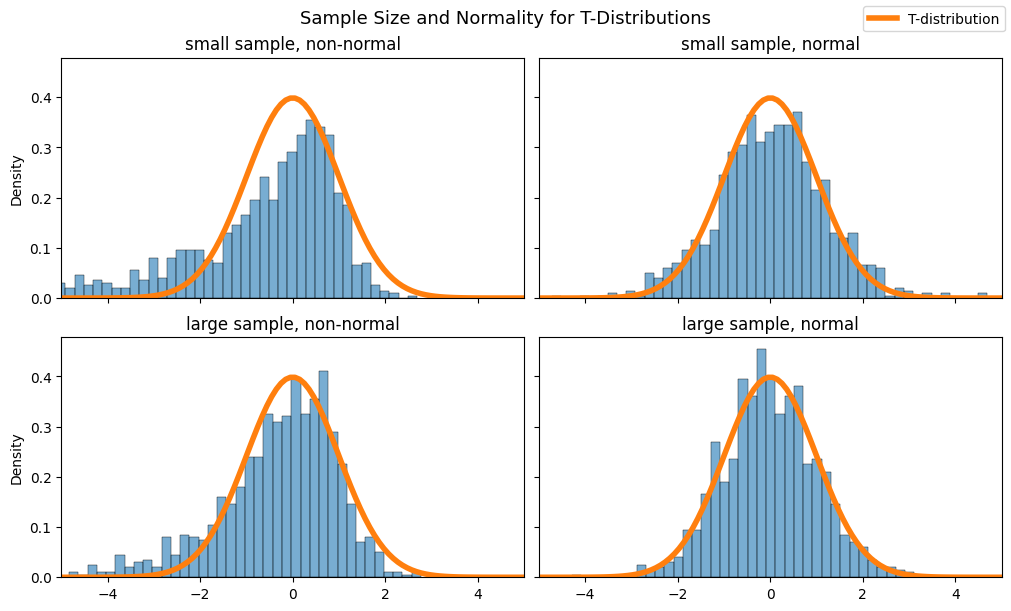 Sample Size and Normality for T-Distributions
T-distribution
small sample, non-normal
small sample, normal
Density
0.4
0.3
0.2
0.1
0.0
large sample, non-normal
large sample, normal
Density
0.4
0.3
0.2
0.1
0.0
−4 −2 0 2 4
−4 −2 0 2 4